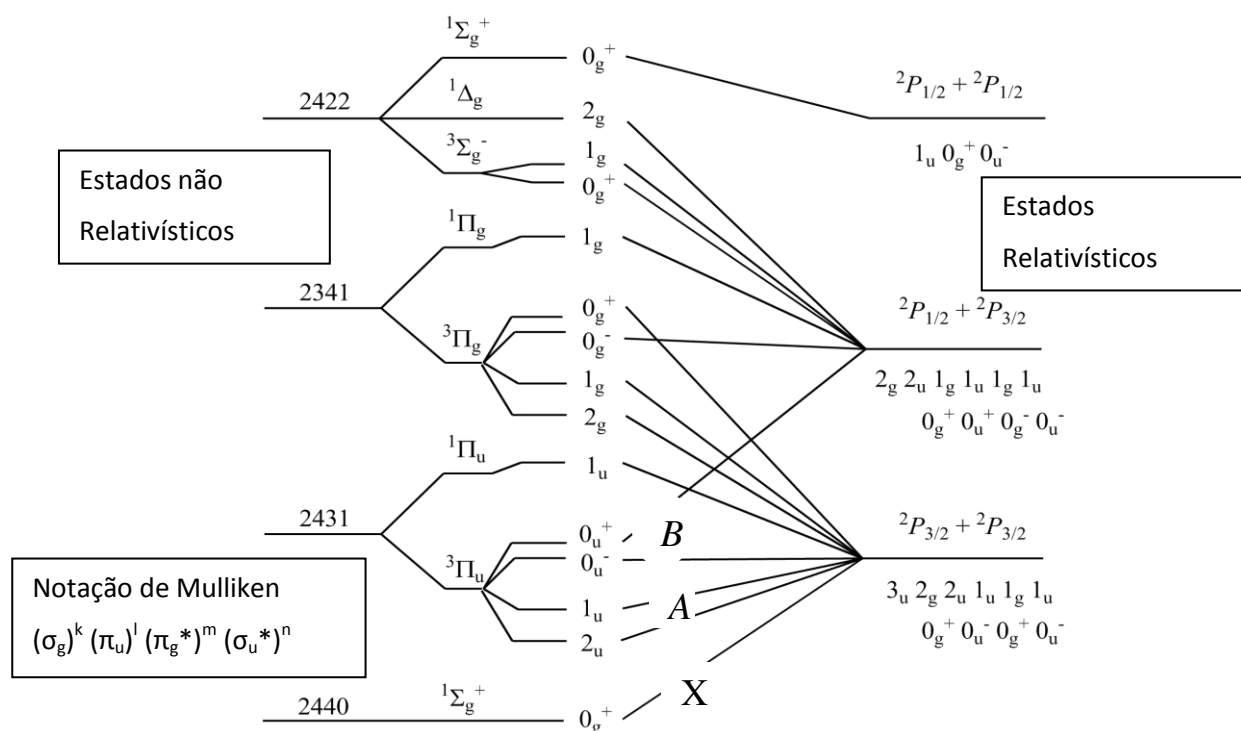 ¹Σg⁺
0g⁺
²P1/2 + ²P1/2
2422
¹Δg
2g
1u 0g⁺ 0u⁻
³Σg⁻
1g
0g⁺
Estados não
Relativísticos
Estados
Relativísticos
¹Πg
1g
2341
0g⁺
²P1/2 + ²P3/2
³Πg
0g⁻
1g
2g 2u 1g 1u 1g 1u
2g
0g⁺ 0u⁺ 0g⁻ 0u⁻
¹Πu
1u
2431
0u⁺
B
²P3/2 + ²P3/2
³Πu
0u⁻
Notação de Mulliken
(σg)ᵏ (πu)ˡ (πg*)ᵐ (σu*)ⁿ
1u
A
3u 2g 2u 1u 1g 1u
2u
0g⁺ 0u⁻ 0g⁺ 0u⁻
2440
¹Σg⁺
0g⁺
X